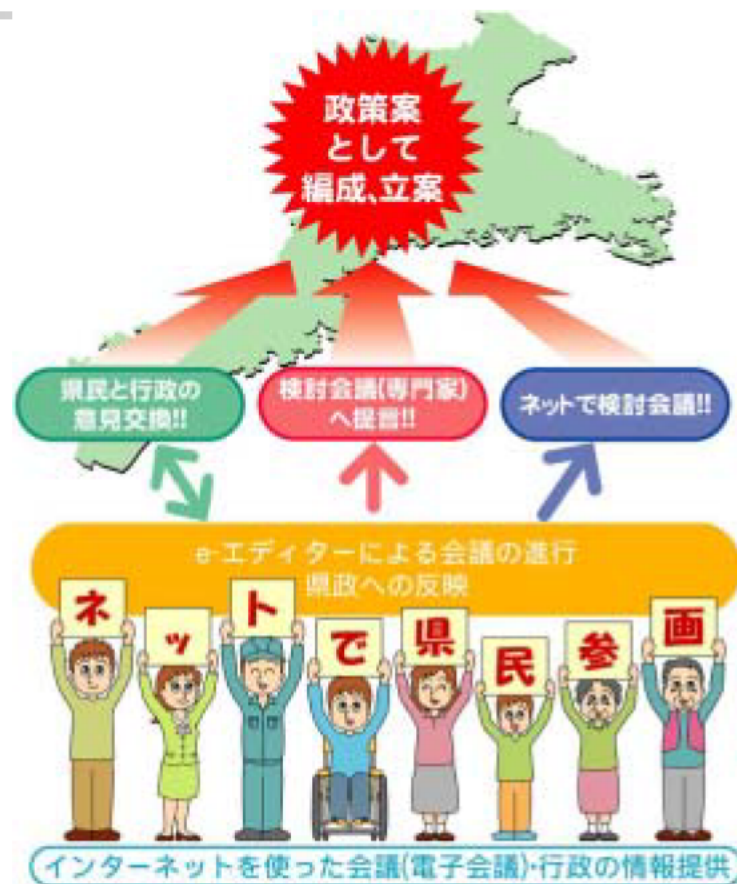 政策案
として
編成、立案
県民と行政の
意見交換!!
検討会議(専門家)
へ提言!!
ネットで検討会議!!
e-エディターによる会議の進行
県政への反映
ネットで県民参画
インターネットを使った会議(電子会議)・行政の情報提供